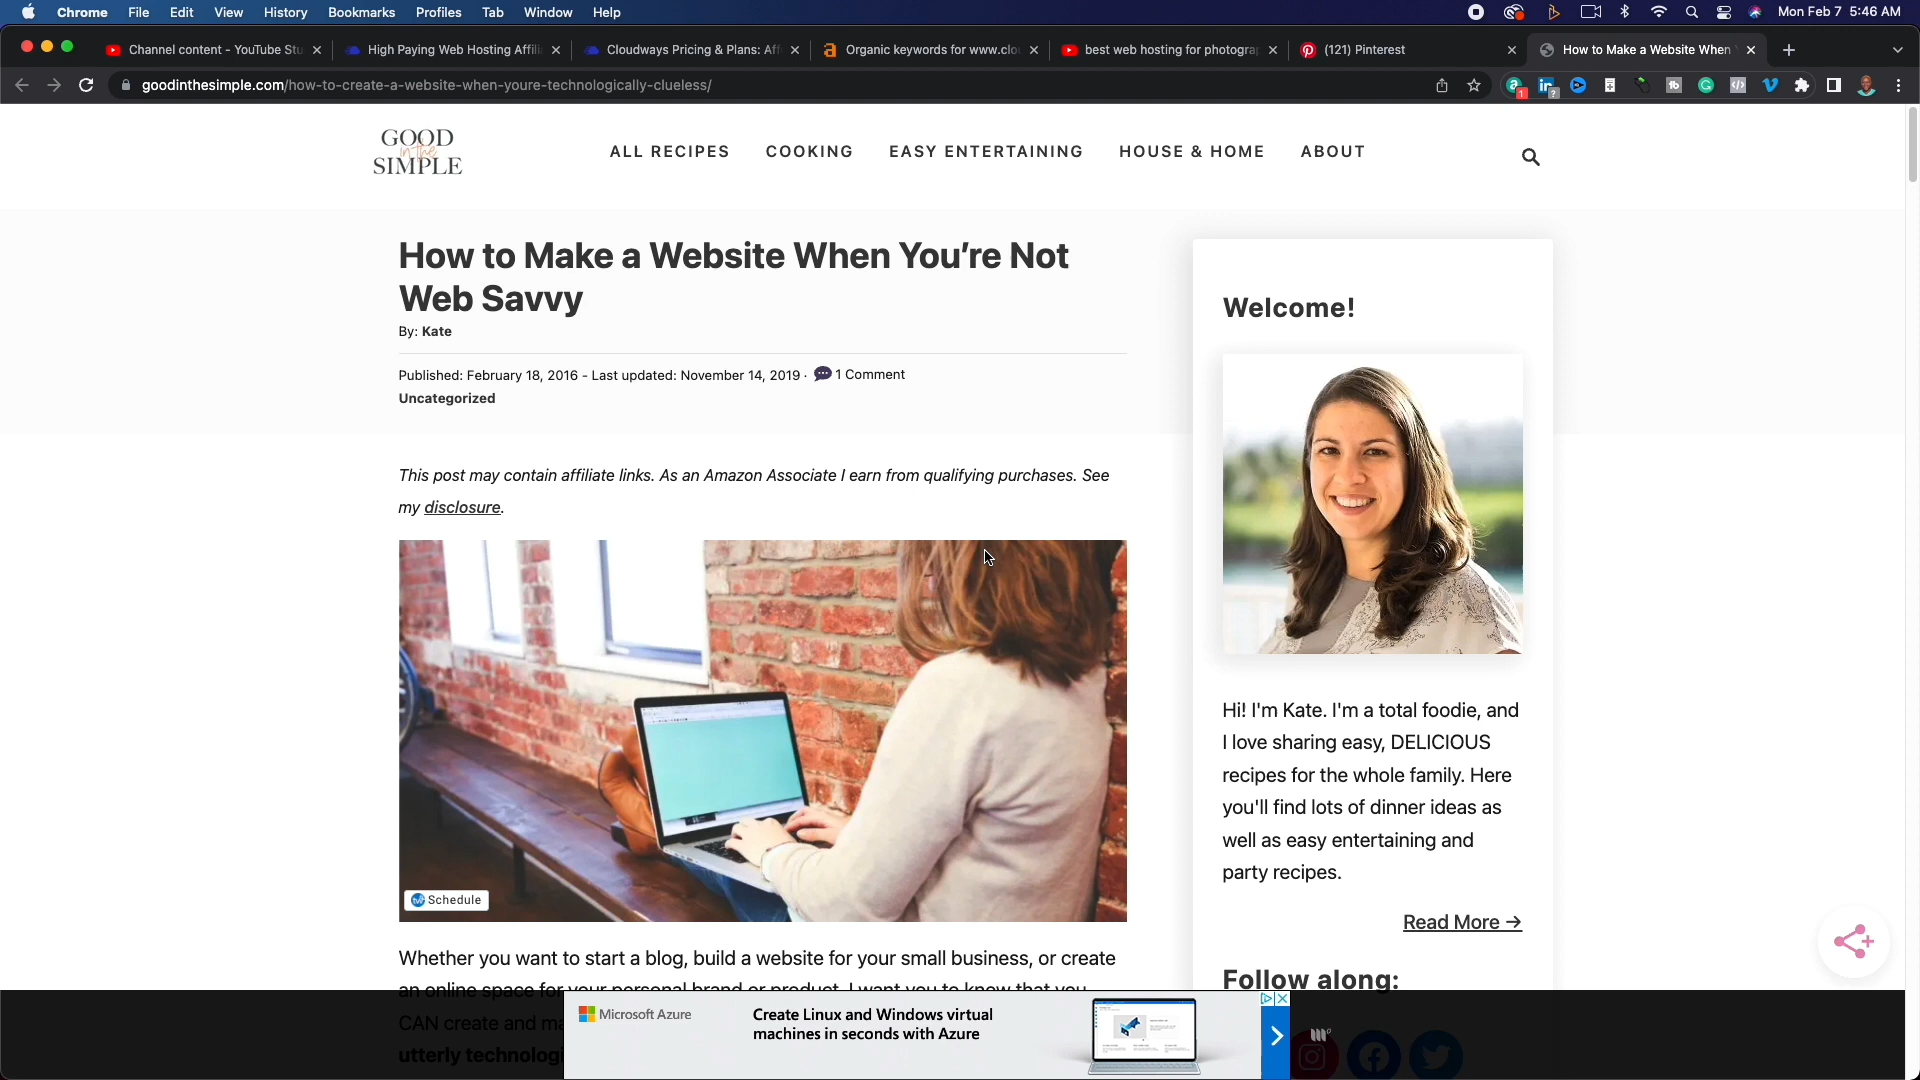 Chrome File Edit View History Bookmarks Profiles Tab Window Help
Mon Feb 7 5:46 AM
Channel content - YouTube Stu
High Paying Web Hosting Affili
Cloudways Pricing & Plans: Aff
Organic keywords for www.clo
best web hosting for photograp
(121) Pinterest
How to Make a Website When
goodinthesimple.com/how-to-create-a-website-when-youre-technologically-clueless/
GOOD
in the
SIMPLE
ALL RECIPES
COOKING
EASY ENTERTAINING
HOUSE & HOME
ABOUT
How to Make a Website When You're Not
Web Savvy
By: Kate
Published: February 18, 2016 - Last updated: November 14, 2019 · 1 Comment
Uncategorized
This post may contain affiliate links. As an Amazon Associate I earn from qualifying purchases. See
my disclosure.
Schedule
Whether you want to start a blog, build a website for your small business, or create
an online space for your personal brand or product, I want you to know that you
CAN create and ma
utterly technologi
Welcome!
Hi! I'm Kate. I'm a total foodie, and
I love sharing easy, DELICIOUS
recipes for the whole family. Here
you'll find lots of dinner ideas as
well as easy entertaining and
party recipes.
Read More →
Follow along:
Microsoft Azure
Create Linux and Windows virtual
machines in seconds with Azure